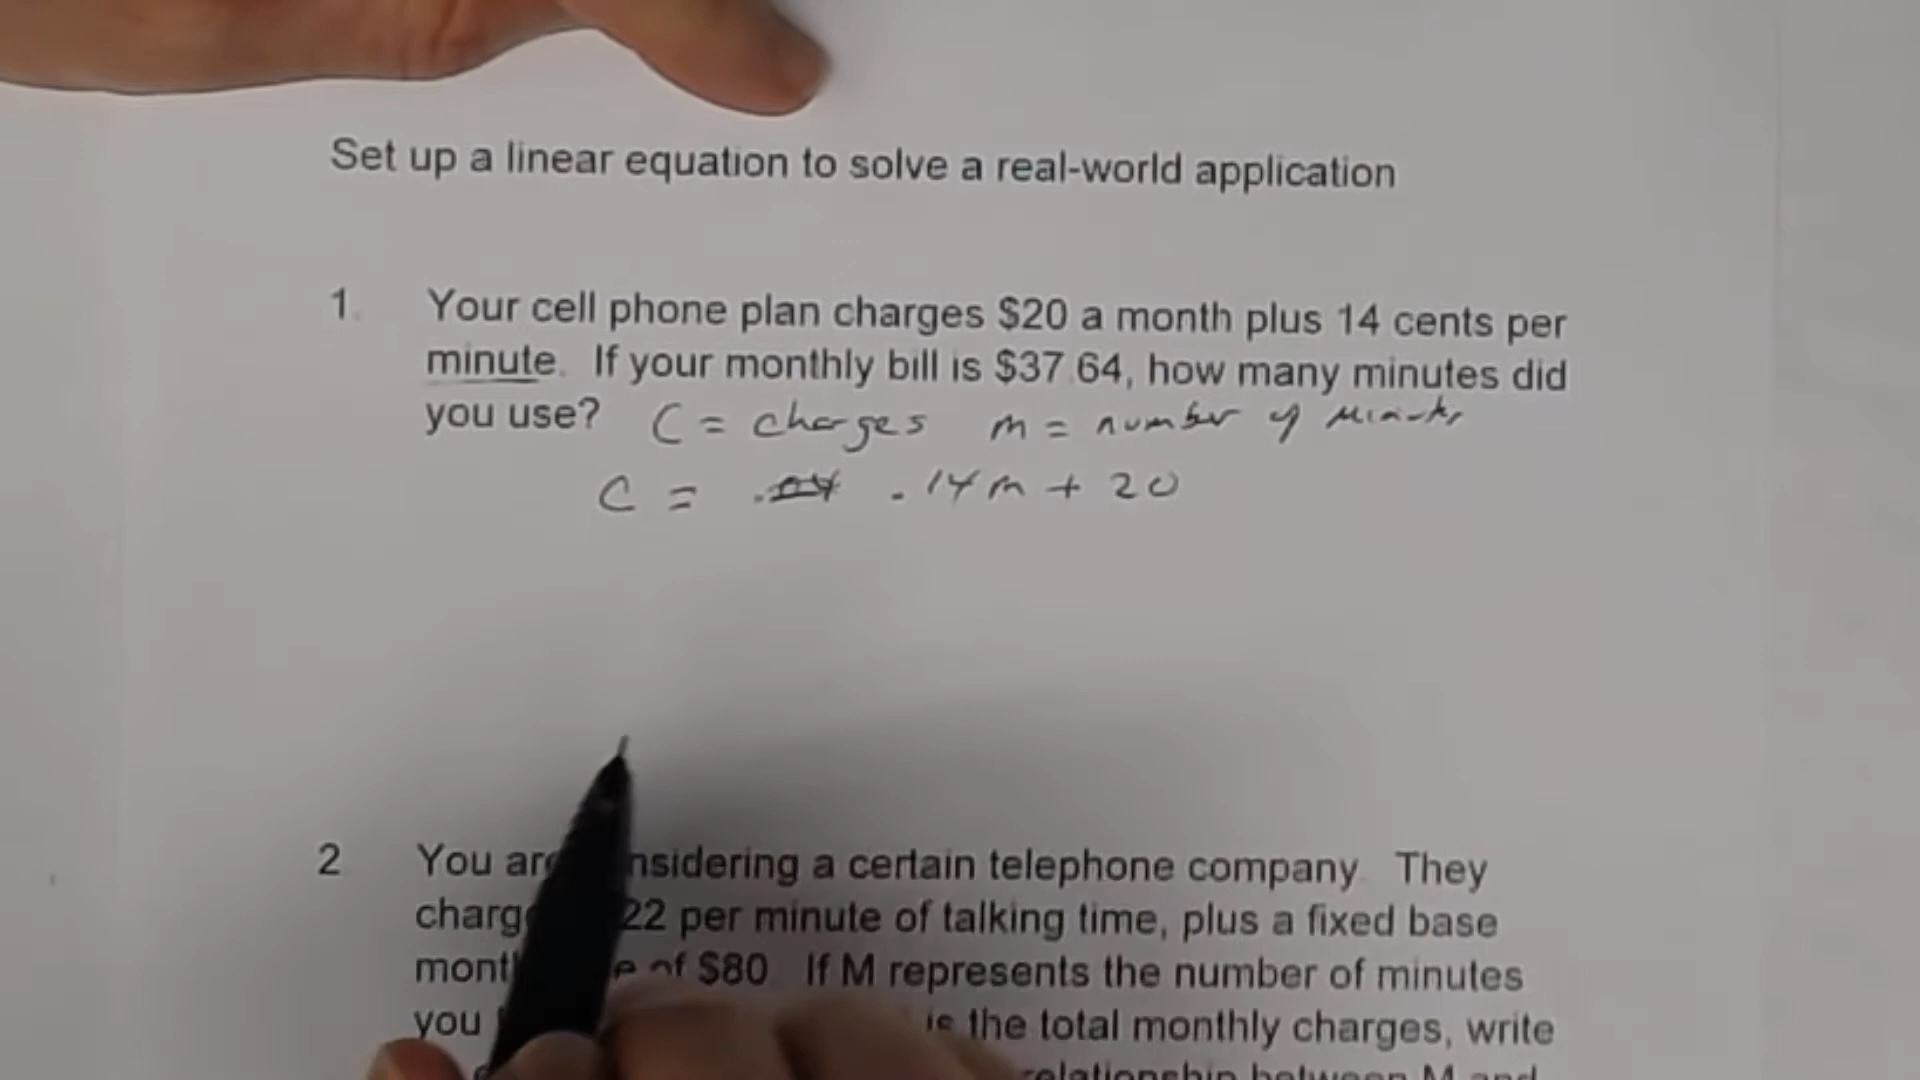 Set up a linear equation to solve a real-world application
1. Your cell phone plan charges $20 a month plus 14 cents per
minute. If your monthly bill is $37.64, how many minutes did
you use? C = charges m = number of minutes
C = .14m + 20
2 You are considering a certain telephone company. They
22 per minute of talking time, plus a fixed base
of $80 If M represents the number of minutes
you is the total monthly charges, write
relationship between M and